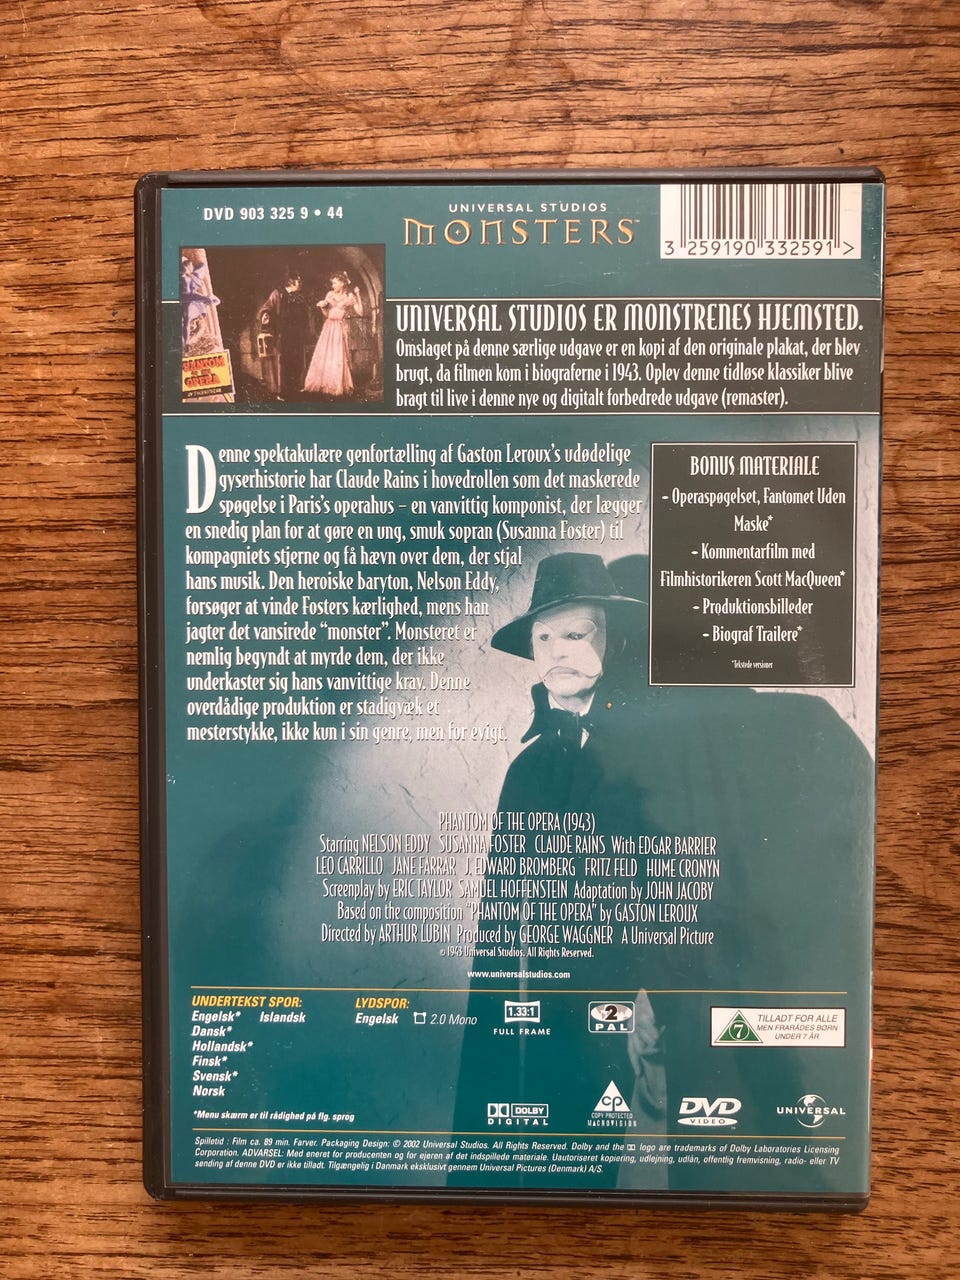 DVD 903 325 9 • 44
UNIVERSAL STUDIOS
MONSTERS™
3 259190 332591 >
PHANTOM
OF THE
OPERA
UNIVERSAL STUDIOS ER MONSTRENES HJEMSTED.
Omslaget på denne særlige udgave er en kopi af den originale plakat, der blev
brugt, da filmen kom i biograferne i 1943. Oplev denne tidløse klassiker blive
bragt til live i denne nye og digitalt forbedrede udgave (remaster).
Denne spektakulære genfortælling af Gaston Leroux's udødelige
gyserhistorie har Claude Rains i hovedrollen som det maskerede
spøgelse i Paris's operahus – en vanvittig komponist, der lægger
en snedig plan for at gøre en ung, smuk sopran (Susanna Foster) til
kompagniets stjerne og få hævn over dem, der stjal
hans musik. Den heroiske baryton, Nelson Eddy,
forsøger at vinde Fosters kærlighed, mens han
jagter det vansirede "monster". Monsteret er
nemlig begyndt at myrde dem, der ikke
underkaster sig hans vanvittige krav. Denne
overdådige produktion er stadigvæk et
mesterstykke, ikke kun i sin genre, men for evigt.
BONUS MATERIALE
- Operaspøgelset, Fantomet Uden
Maske*
- Kommentarfilm med
Filmhistorikeren Scott MacQueen*
- Produktionsbilleder
- Biograf Trailere*
*Tekstede versioner
PHANTOM OF THE OPERA (1943)
Starring NELSON EDDY SUSANNA FOSTER CLAUDE RAINS With EDGAR BARRIER
LEO CARRILLO JANE FARRAR J. EDWARD BROMBERG FRITZ FELD HUME CRONYN
Screenplay by ERIC TAYLOR SAMUEL HOFFENSTEIN Adaptation by JOHN JACOBY
Based on the composition "PHANTOM OF THE OPERA" by GASTON LEROUX
Directed by ARTHUR LUBIN Produced by GEORGE WAGGNER A Universal Picture
© 1943 Universal Studios. All Rights Reserved.
www.universalstudios.com
UNDERTEKST SPOR:
Engelsk* Islandsk
Dansk*
Hollandsk*
Finsk*
Svensk*
Norsk
*Menu skærm er til rådighed på flg. sprog
LYDSPOR:
Engelsk 2.0 Mono
1.33:1
FULL FRAME
2
PAL
7
TILLADT FOR ALLE
MEN FRARÅDES BØRN
UNDER 7 ÅR
DOLBY
DIGITAL
CP
COPY PROTECTED
MACROVISION
DVD
VIDEO
UNIVERSAL
Spilletid : Film ca. 89 min. Farver. Packaging Design: © 2002 Universal Studios. All Rights Reserved. Dolby and the logo are trademarks of Dolby Laboratories Licensing
Corporation. ADVARSEL: Med eneret for producenten og for ejeren af det indspillede materiale. Uautoriseret kopiering, udlejning, udlån, offentlig fremvisning, radio- eller TV
sending af denne DVD er ikke tilladt. Tilgængelig i Danmark eksklusivt gennem Universal Pictures (Denmark) A/S.